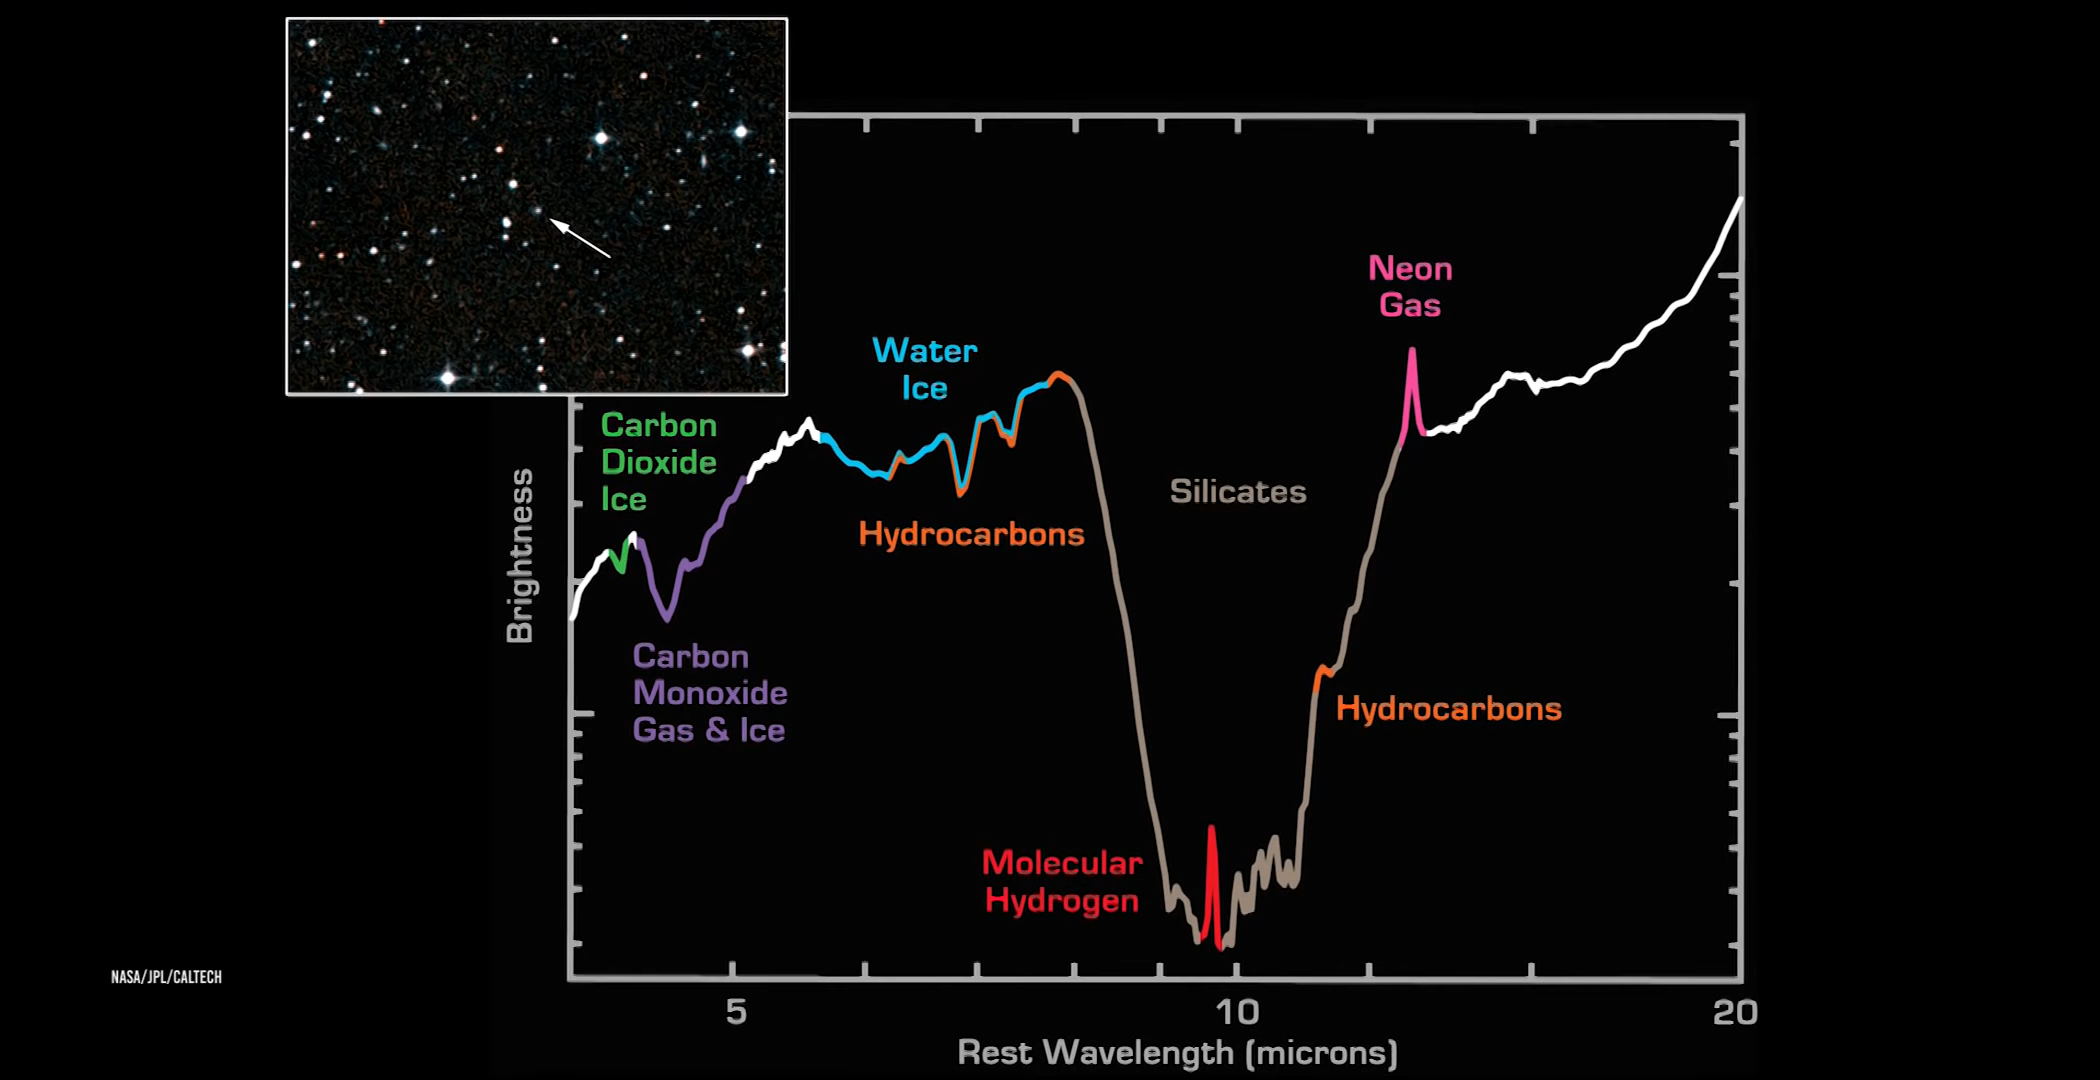 Neon
Gas
Water
Ice
Carbon
Dioxide
Ice
Silicates
Hydrocarbons
Brightness
Carbon
Monoxide
Gas & Ice
Hydrocarbons
Molecular
Hydrogen
NASA/JPL/CALTECH
5
10
20
Rest Wavelength (microns)